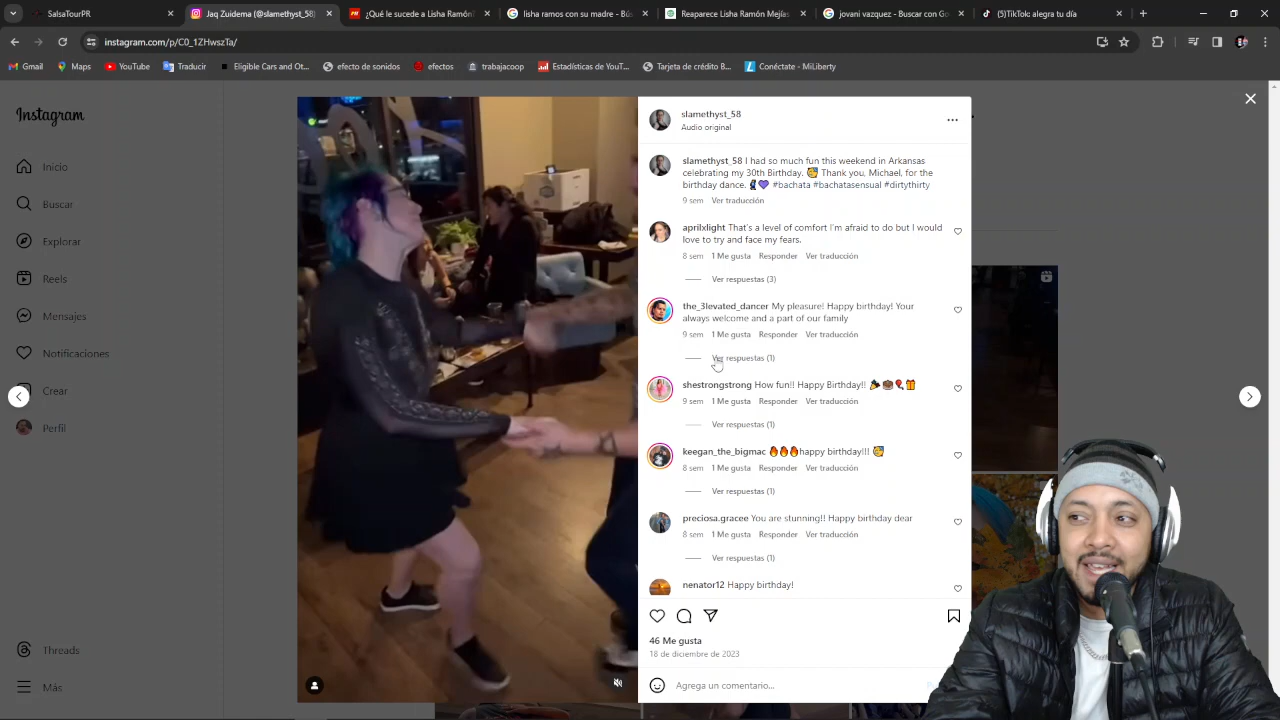 SalsaTourPR
Jaq Zuidema (@slamethyst_58)
¿Qué le sucede a Lisha Ramón
lisha ramos con su madre - Bús
Reaparece Lisha Ramón Mejías
jovani vazquez - Buscar con Go
(5)TikTok: alegra tu día
instagram.com/p/C0_1ZHwszTa/
Gmail
Maps
YouTube
Traducir
Eligible Cars and Ot...
efecto de sonidos
efectos
trabajacoop
Estadísticas de YouT...
Tarjeta de crédito B...
Conéctate - MiLiberty
Instagram
Inicio
Buscar
Explorar
Reels
Mensajes
Notificaciones
Crear
Perfil
Threads
Más
slamethyst_58
Audio original
slamethyst_58 I had so much fun this weekend in Arkansas
celebrating my 30th Birthday. 🥳 Thank you, Michael, for the
birthday dance. 💃💜 #bachata #bachatasensual #dirtythirty
9 sem Ver traducción
aprilxlight That's a level of comfort I'm afraid to do but I would
love to try and face my fears.
8 sem 1 Me gusta Responder Ver traducción
Ver respuestas (3)
the_3levated_dancer My pleasure! Happy birthday! Your
always welcome and a part of our family
9 sem 1 Me gusta Responder Ver traducción
Ver respuestas (1)
shestrongstrong How fun!! Happy Birthday!! 🎉🎂🎈🎁
9 sem 1 Me gusta Responder Ver traducción
Ver respuestas (1)
keegan_the_bigmac 🔥🔥🔥happy birthday!!! 🥳
8 sem 1 Me gusta Responder Ver traducción
Ver respuestas (1)
preciosa.gracee You are stunning!! Happy birthday dear
8 sem 1 Me gusta Responder Ver traducción
Ver respuestas (1)
nenator12 Happy birthday!
46 Me gusta
18 de diciembre de 2023
Agrega un comentario...